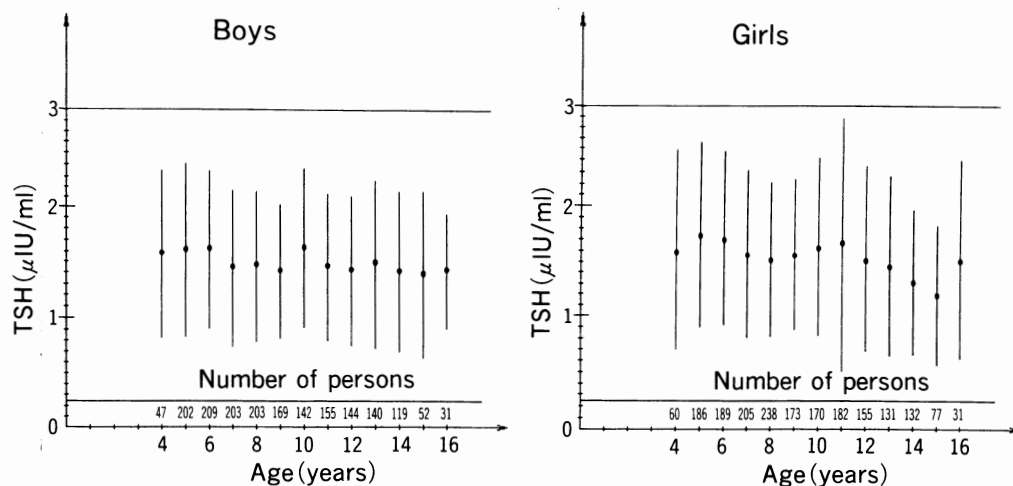 Boys
3
2
1
0
TSH (μIU/ml)
Number of persons
47 202 209 203 203 169 142 155 144 140 119 52 31
4 6 8 10 12 14 16
Age (years)
Girls
3
2
1
0
TSH (μIU/ml)
Number of persons
60 186 189 205 238 173 170 182 155 131 132 77 31
4 6 8 10 12 14 16
Age (years)